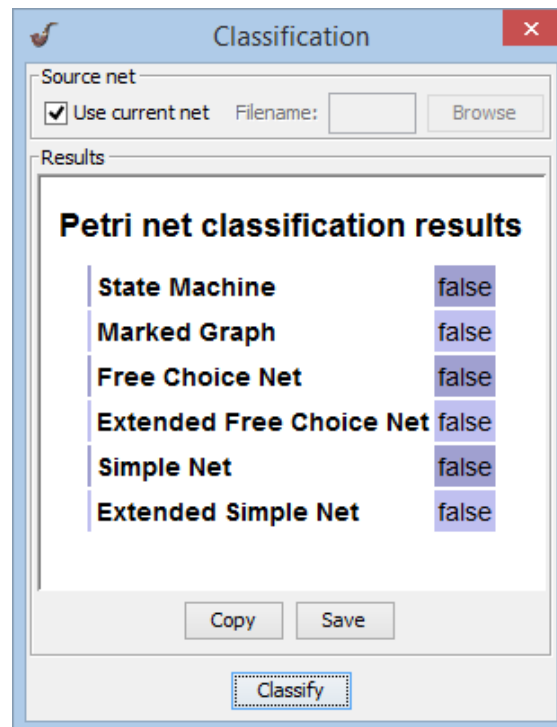 Classification
Source net
Use current net Filename: Browse
Results
Petri net classification results
State Machine false
Marked Graph false
Free Choice Net false
Extended Free Choice Net false
Simple Net false
Extended Simple Net false
Copy Save
Classify